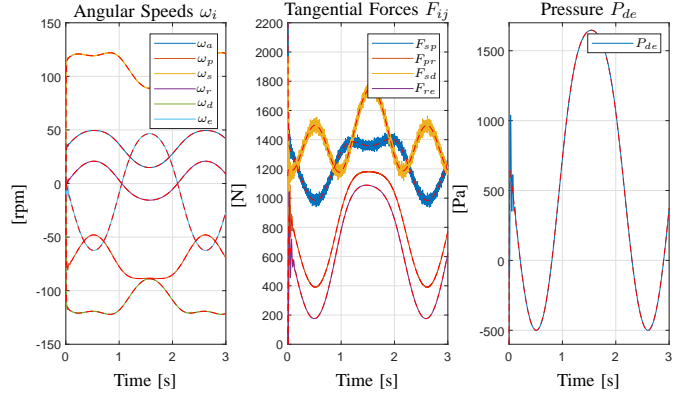 Angular Speeds ωi
150
100
50
0
-50
-100
-150
[rpm]
0
1
2
3
Time [s]
ωa
ωp
ωs
ωr
ωd
ωe
Tangential Forces Fij
2200
2000
1800
1600
1400
1200
1000
800
600
400
200
0
[N]
0
1
2
3
Time [s]
Fsp
Fpr
Fsd
Fre
Pressure Pde
1500
1000
500
0
-500
[Pa]
0
1
2
3
Time [s]
Pde